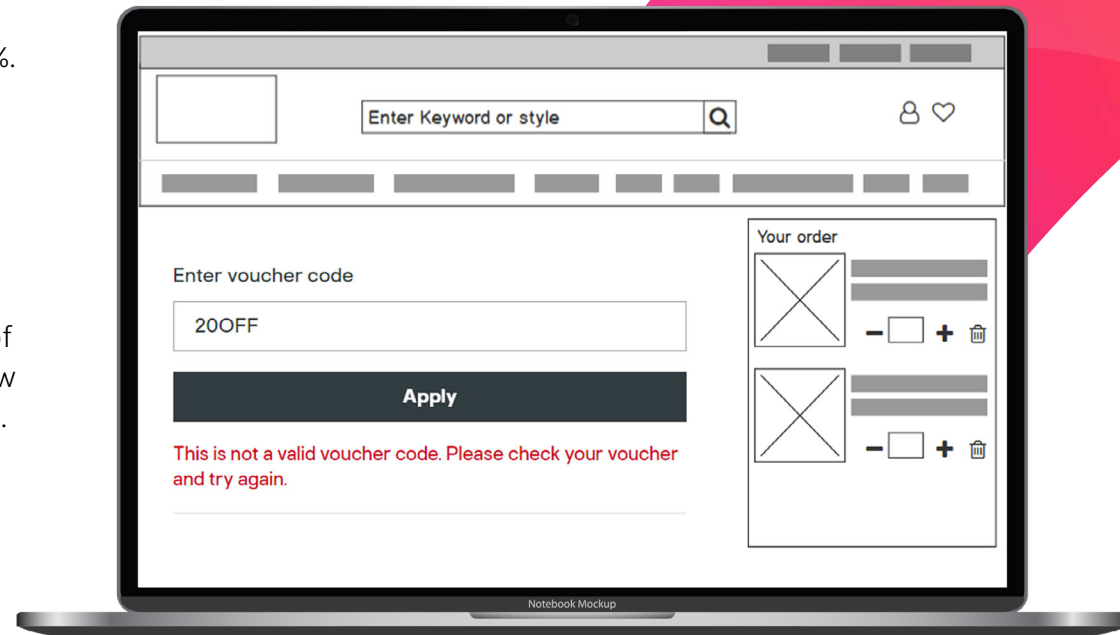 %.
Enter Keyword or style
Your order
Enter voucher code
20OFF
of
w
.
Apply
This is not a valid voucher code. Please check your voucher
and try again.
Notebook Mockup